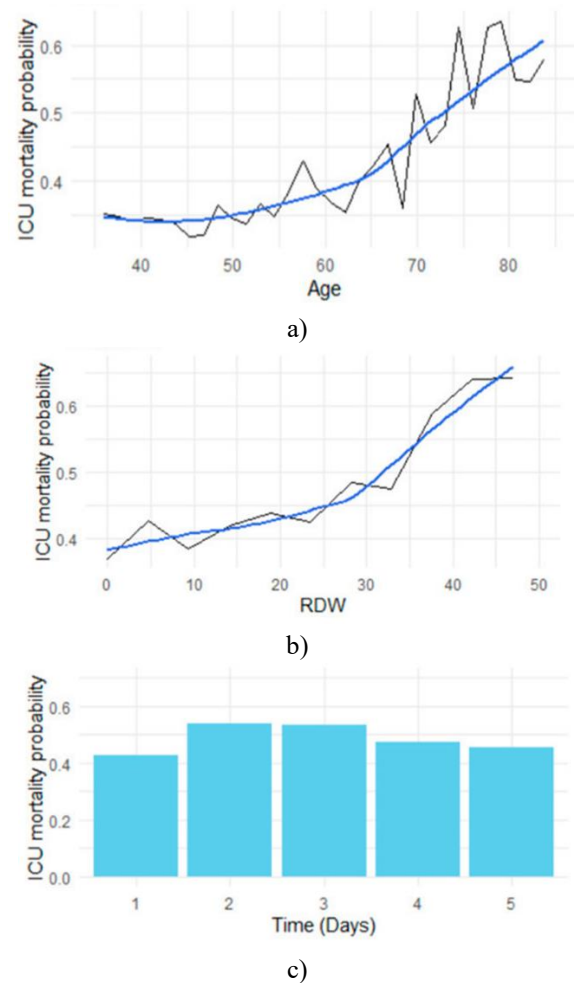 ICU mortality probability
0.6
0.5
0.4
40 50 60 70 80
Age
a)
ICU mortality probability
0.6
0.5
0.4
0 10 20 30 40 50
RDW
b)
ICU mortality probability
0.6
0.4
0.2
0.0
1 2 3 4 5
Time (Days)
c)